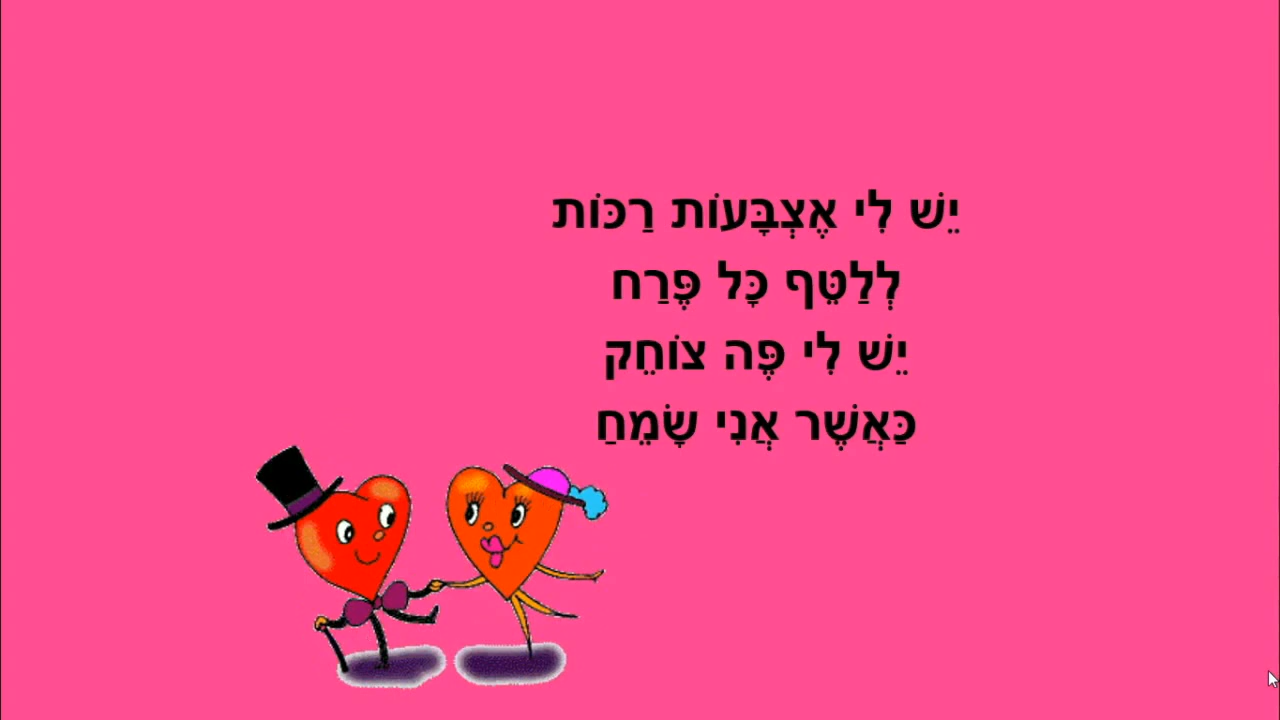 יֵשׁ לִי אֶצְבָּעוֹת רַכּוֹת
לְלַטֵּף כָּל פֶּרַח
יֵשׁ לִי פֶּה צוֹחֵק
כַּאֲשֶׁר אֲנִי שָׂמֵחַ